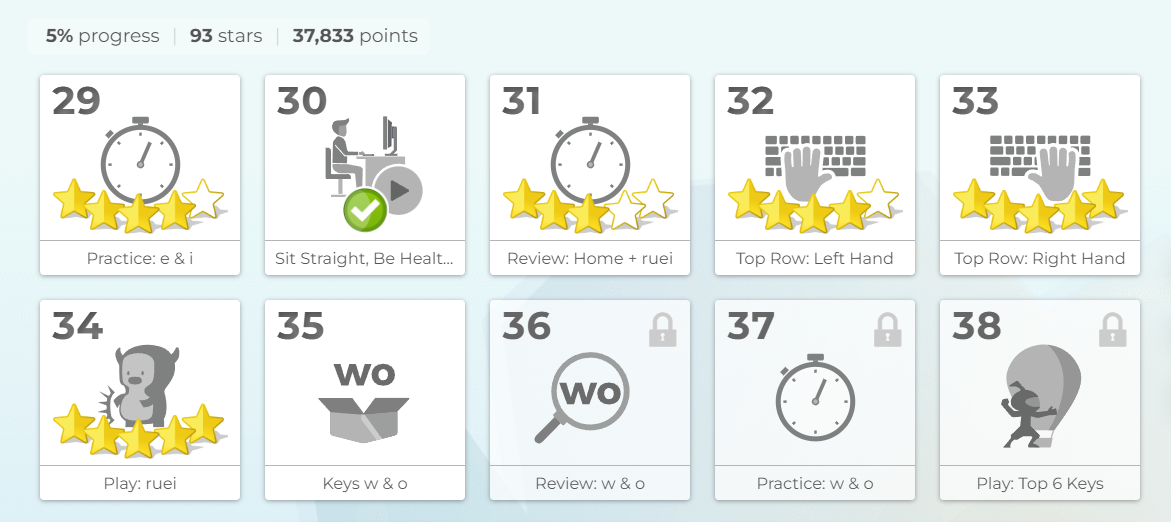 5% progress | 93 stars | 37,833 points
29
30
31
32
33
Practice: e & i
Sit Straight, Be Healt...
Review: Home + ruei
Top Row: Left Hand
Top Row: Right Hand
34
35
36
37
38
wo
wo
Play: ruei
Keys w & o
Review: w & o
Practice: w & o
Play: Top 6 Keys